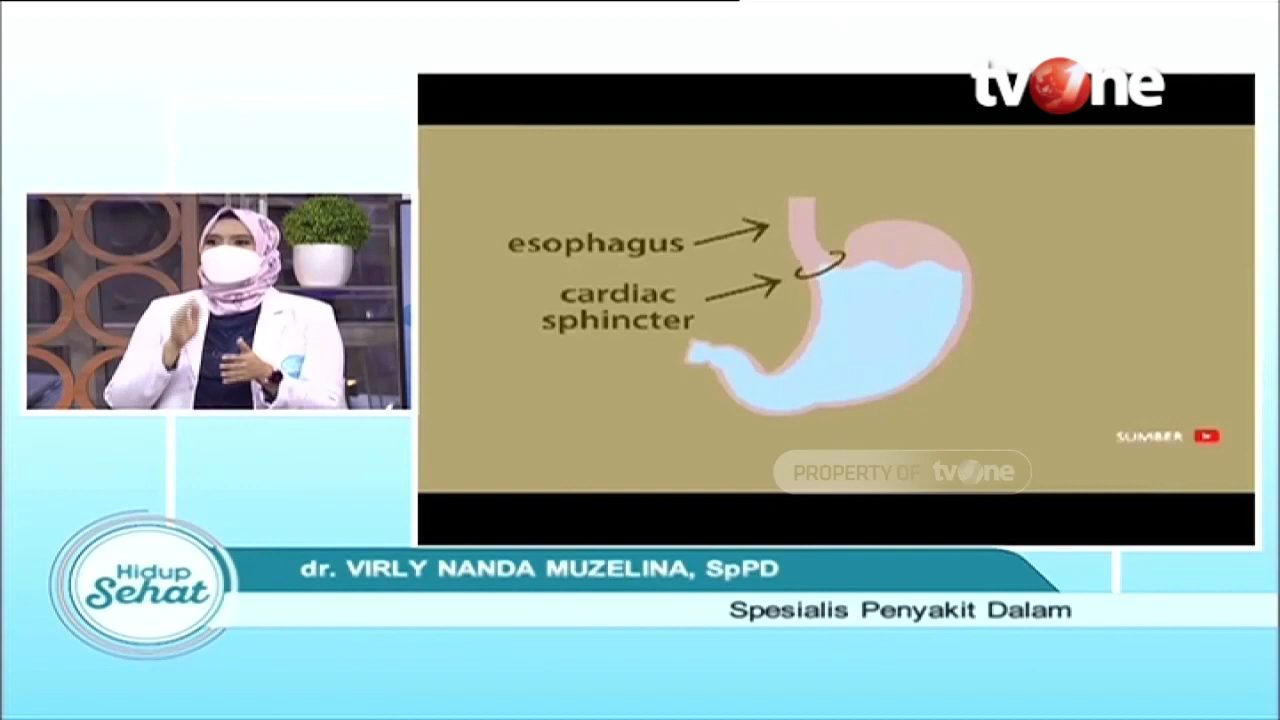 tvOne
esophagus
cardiac
sphincter
SUMBER
PROPERTY OF tvOne
Hidup
Sehat
dr. VIRLY NANDA MUZELINA, SpPD
Spesialis Penyakit Dalam